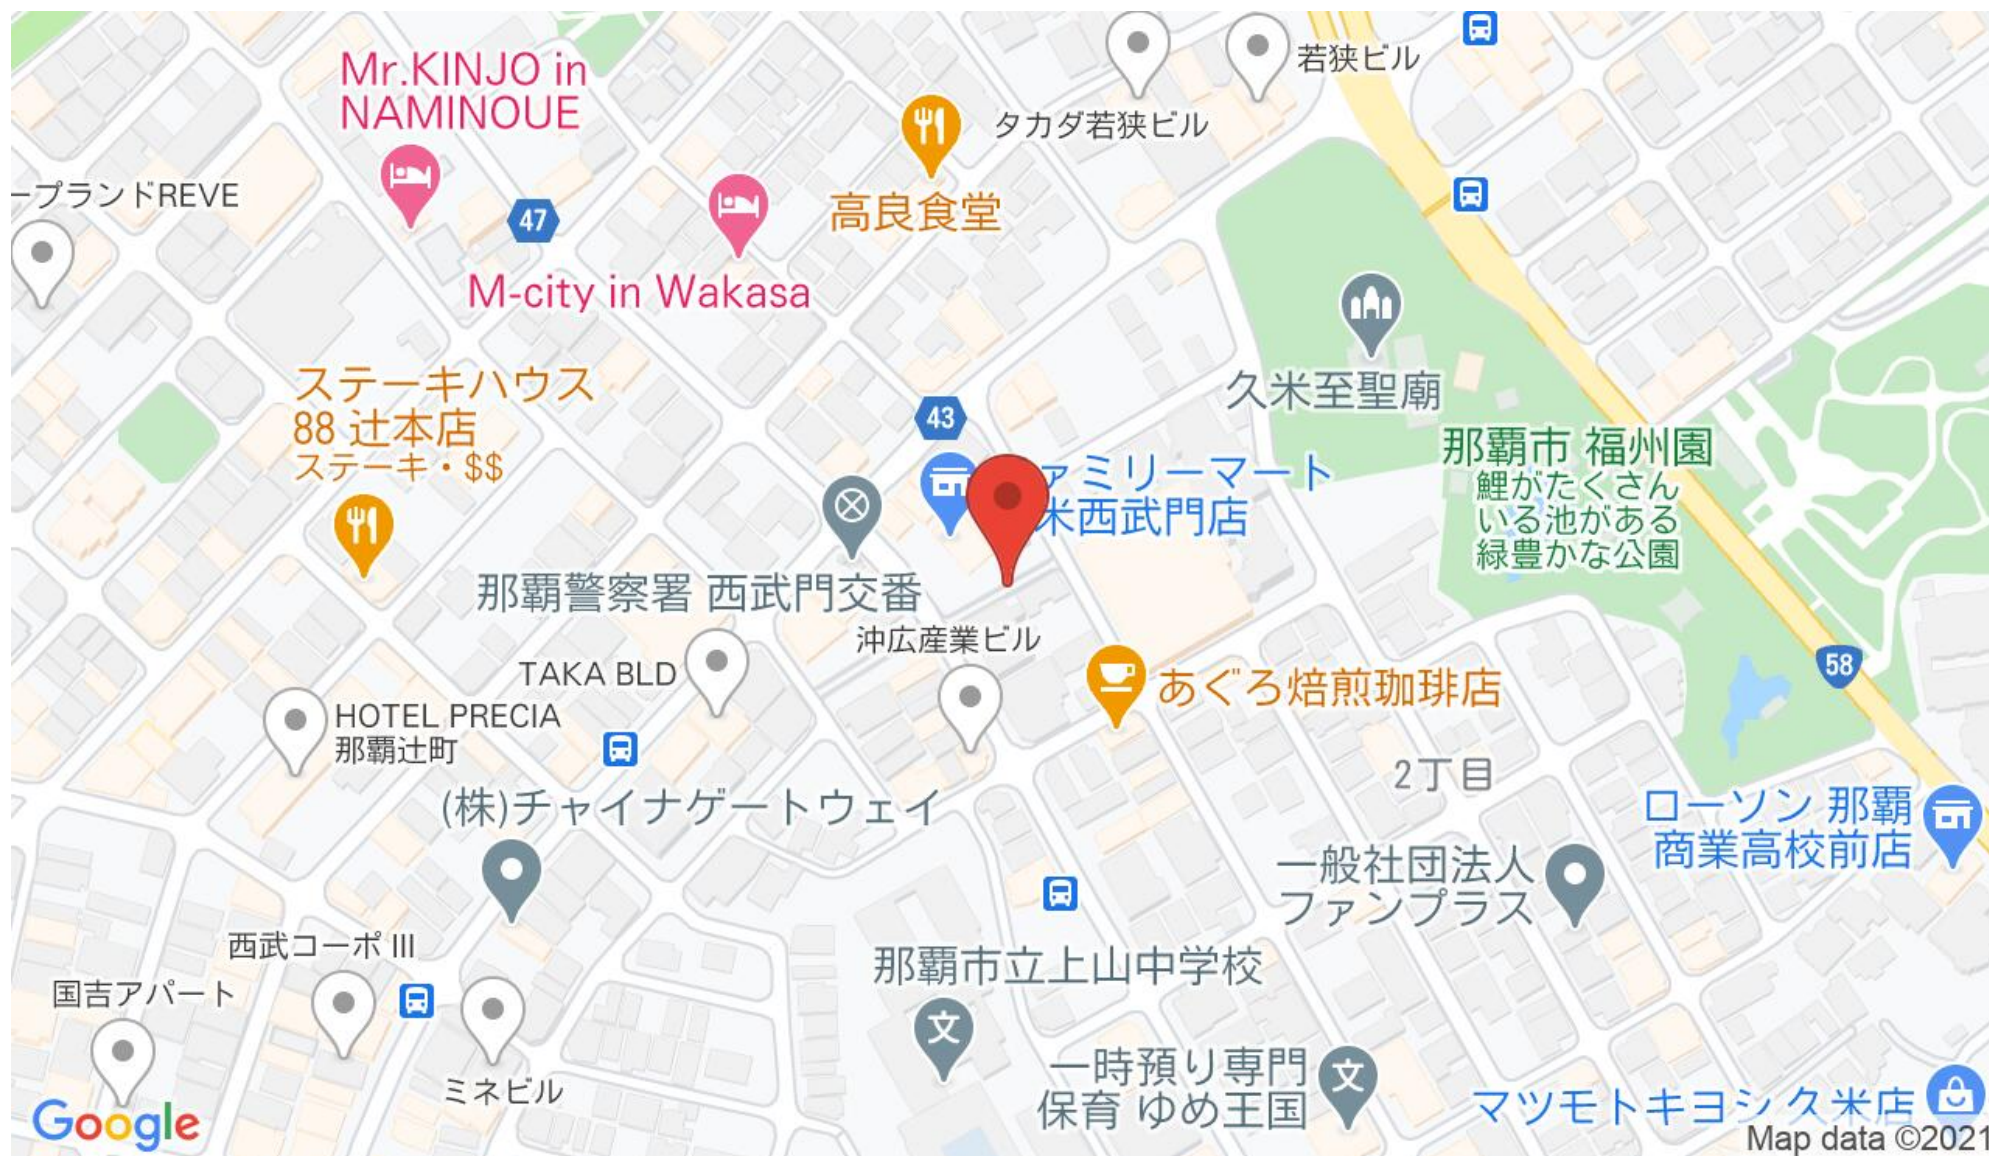 Mr.KINJO in
NAMINOUE
若狭ビル
タカダ若狭ビル
ープランドREVE
47
高良食堂
M-city in Wakasa
久米至聖廟
ステーキハウス
88 辻本店
ステーキ・$$
43
ァミリーマート
米西武門店
那覇市 福州園
鯉がたくさん
いる池がある
緑豊かな公園
那覇警察署 西武門交番
沖広産業ビル
58
TAKA BLD
あぐろ焙煎珈琲店
HOTEL PRECIA
那覇辻町
2丁目
(株)チャイナゲートウェイ
ローソン 那覇
商業高校前店
一般社団法人
ファンプラス
西武コーポ III
那覇市立上山中学校
国吉アパート
文
一時預り専門
保育 ゆめ王国
文
ミネビル
マツモトキヨシ 久米店
Google
Map data ©2021